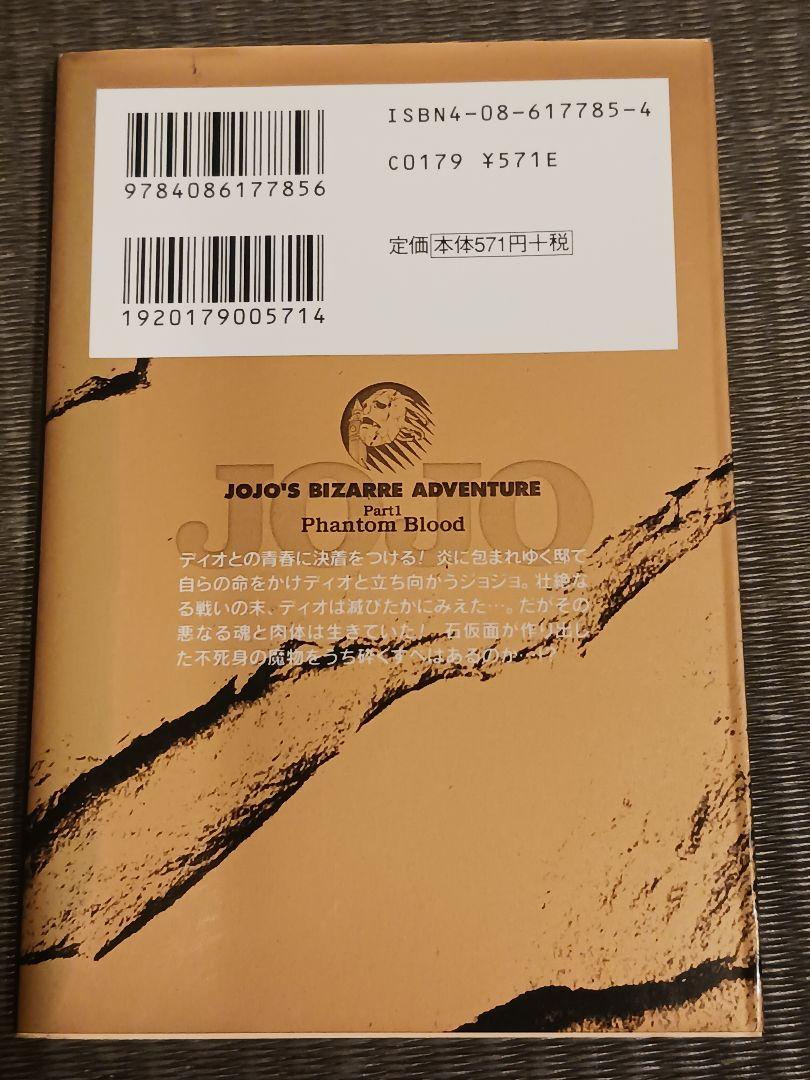 ISBN4-08-617785-4
C0179 ¥571E
9784086177856
定価 本体571円+税
1920179005714
JOJO
JOJO'S BIZARRE ADVENTURE
Part1
Phantom Blood
ディオとの青春に決着をつける! 炎に包まれゆく邸で
自らの命をかけディオと立ち向かうジョジョ。壮絶な
る戦いの末、ディオは滅びたかにみえた…。だがその
悪なる魂と肉体は生きていた! 石仮面が作り出し
た不死身の魔物をうち砕くすべはあるのか…!?